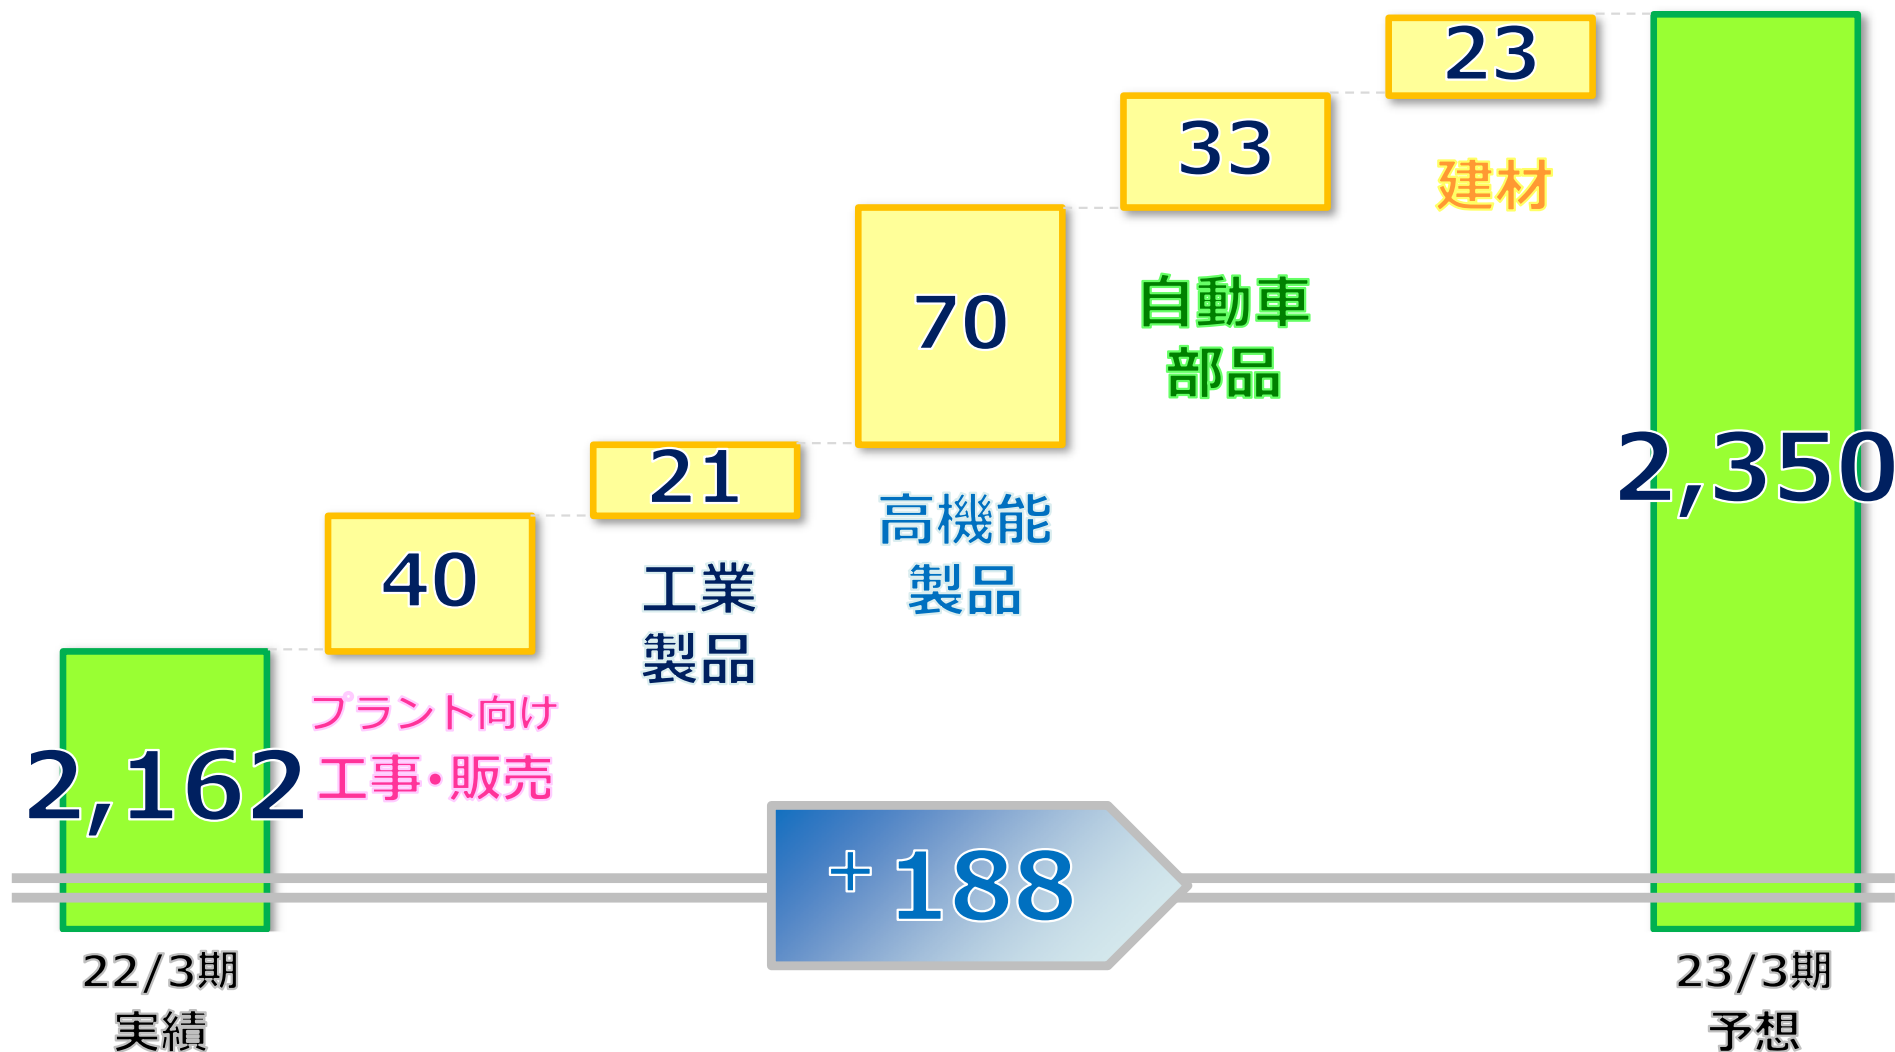 2,162
22/3期
実績
40
プラント向け
工事・販売
21
工業
製品
70
高機能
製品
33
自動車
部品
23
建材
+188
2,350
23/3期
予想